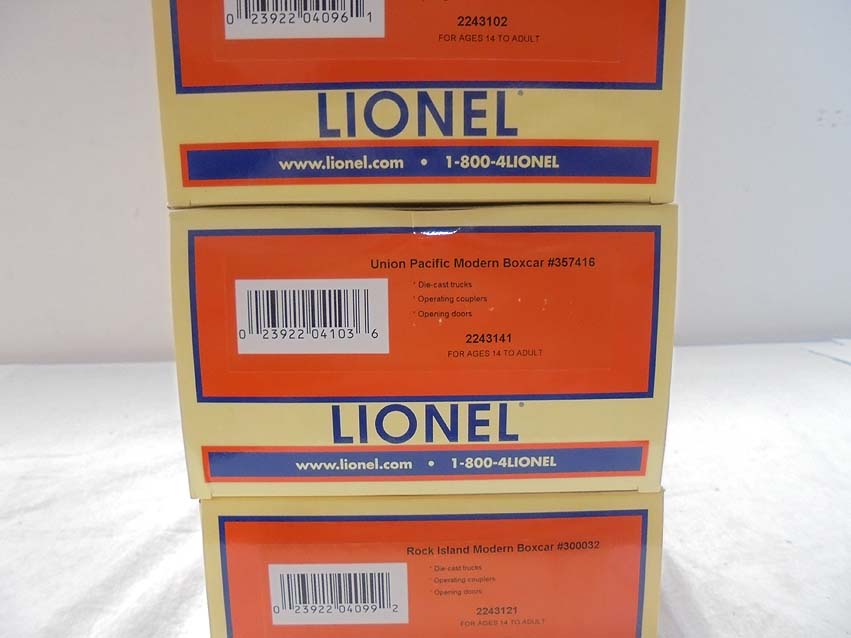 0 23922 04096 1
2243102
FOR AGES 14 TO ADULT
LIONEL
www.lionel.com • 1-800-4LIONEL
Union Pacific Modern Boxcar #357416
* Die-cast trucks
* Operating couplers
* Opening doors
0 23922 04103 6
2243141
FOR AGES 14 TO ADULT
LIONEL
www.lionel.com • 1-800-4LIONEL
Rock Island Modern Boxcar #300032
* Die-cast trucks
* Operating couplers
* Opening doors
0 23922 04099 2
2243121
FOR AGES 14 TO ADULT